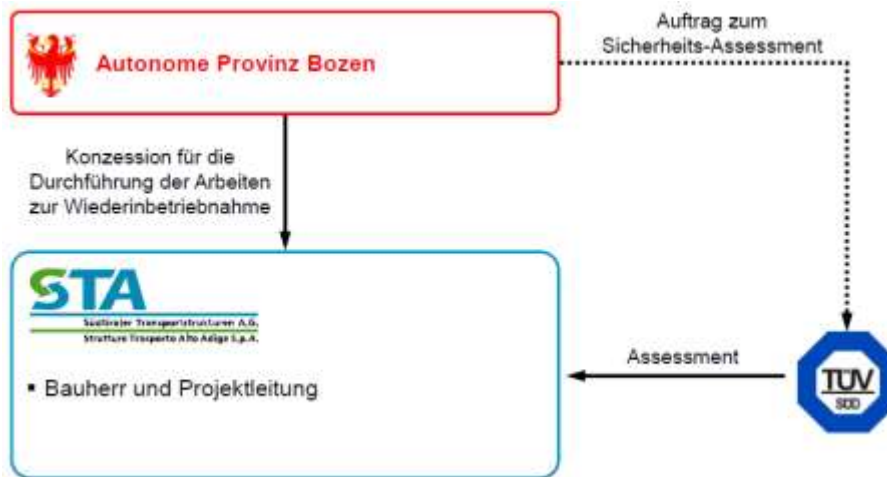 Autonome Provinz Bozen
Auftrag zum
Sicherheits-Assessment
Konzession für die
Durchführung der Arbeiten
zur Wiederinbetriebnahme
STA
Südtiroler Transportstrukturen A.G.
Strutture Trasporto Alto Adige S.p.A.
▪ Bauherr und Projektleitung
Assessment
TÜV
SÜD